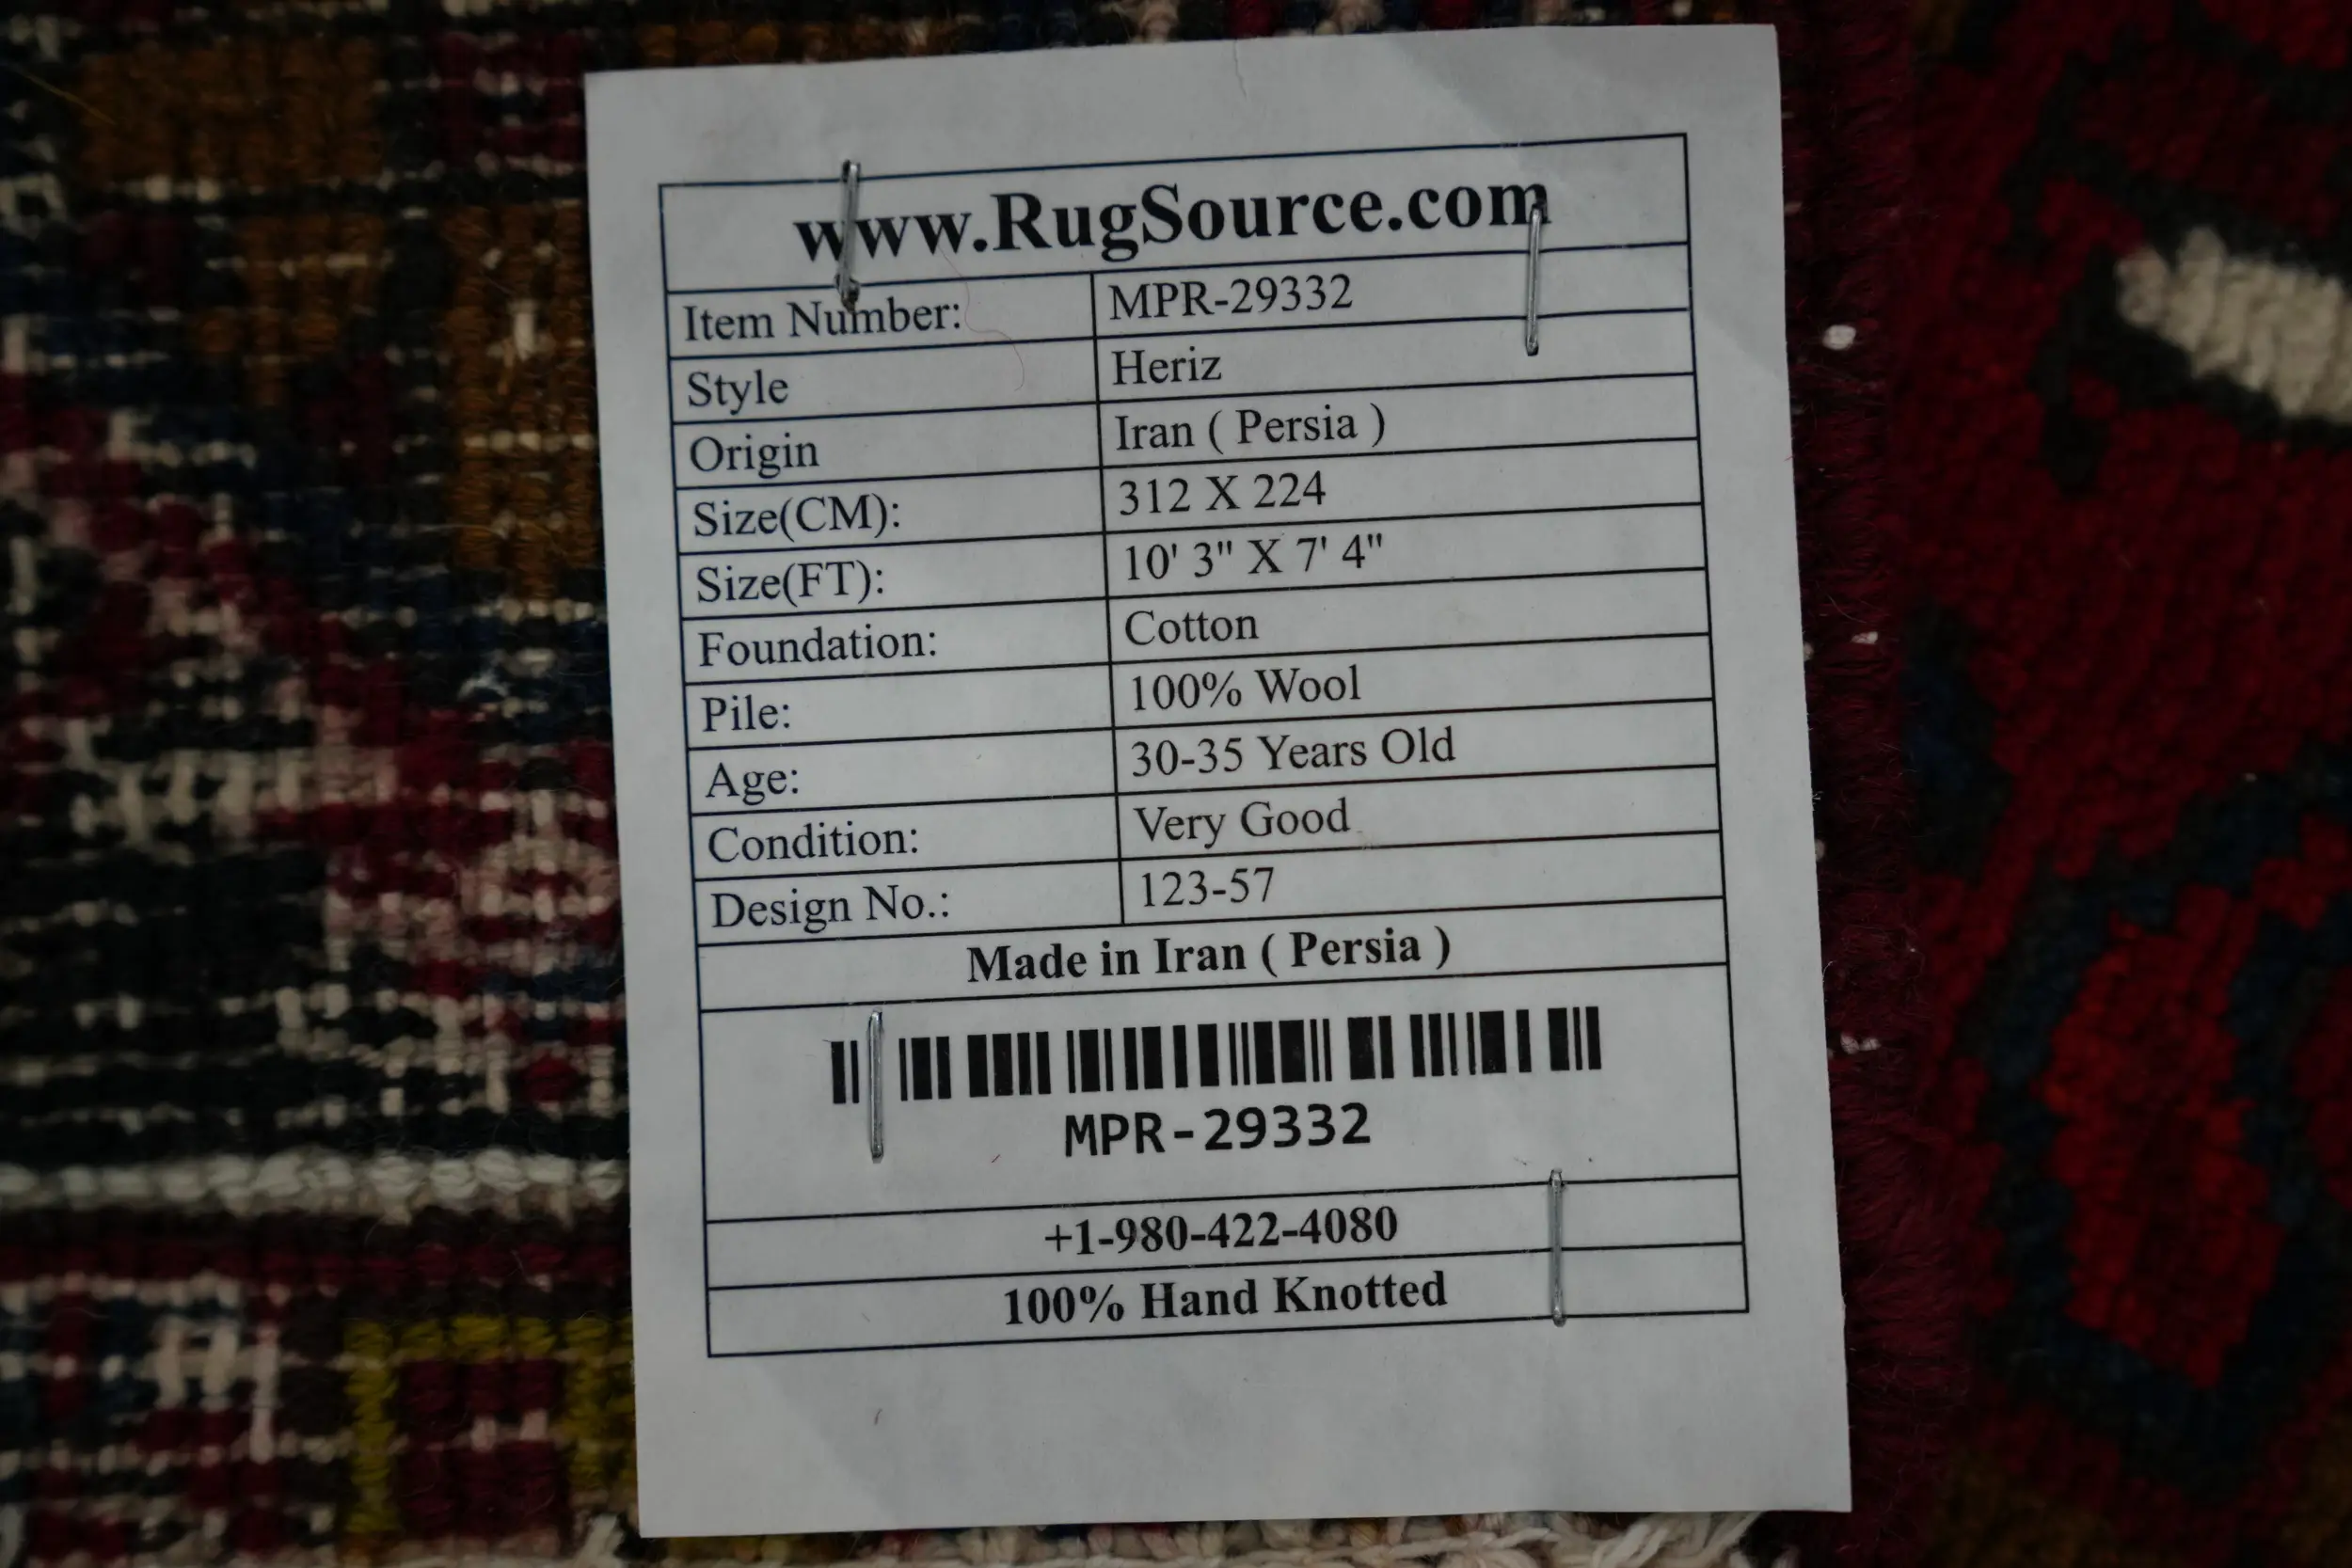 www.RugSource.com
Item Number: MPR-29332
Style Heriz
Origin Iran ( Persia )
Size(CM): 312 X 224
Size(FT): 10' 3" X 7' 4"
Foundation: Cotton
Pile: 100% Wool
Age: 30-35 Years Old
Condition: Very Good
Design No.: 123-57
Made in Iran ( Persia )
MPR-29332
+1-980-422-4080
100% Hand Knotted